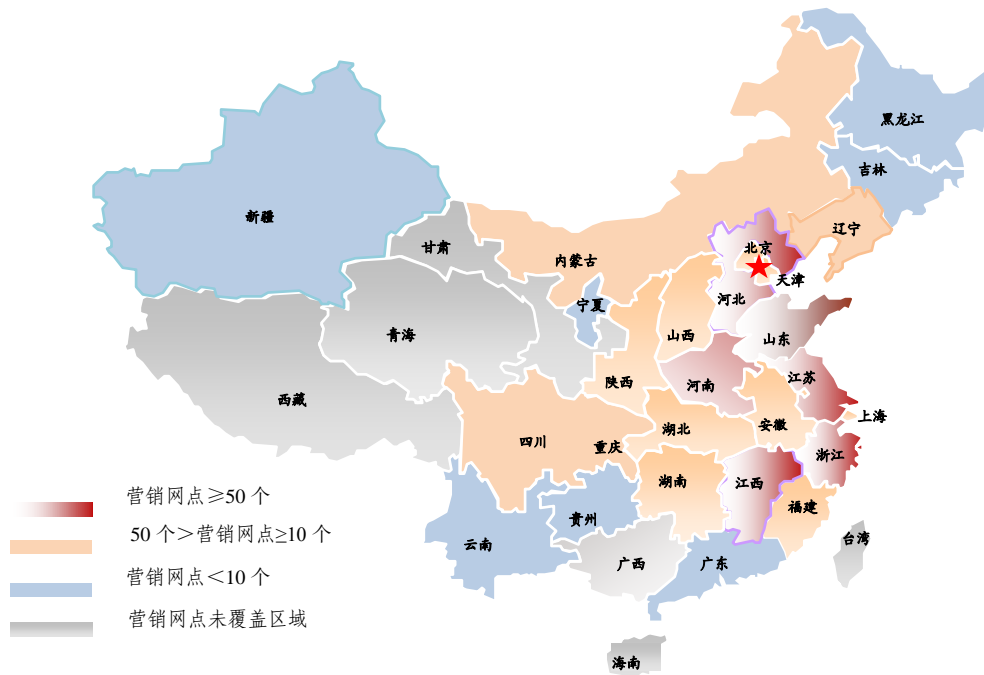 黑龙江
吉林
新疆
辽宁
北京
甘肃
内蒙古
天津
河北
宁夏
青海
山西
山东
陕西
河南
江苏
西藏
上海
安徽
湖北
四川
重庆
浙江
湖南
江西
营销网点≥50 个
福建
贵州
50 个＞营销网点≥10 个
台湾
云南
广西
广东
营销网点＜10 个
营销网点未覆盖区域
海南